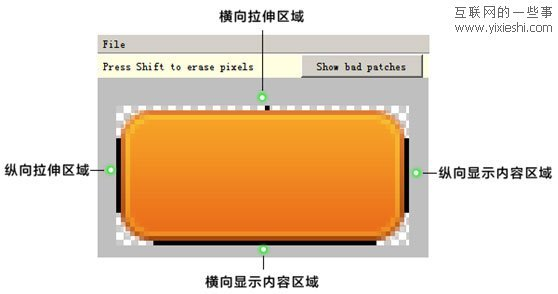 横向拉伸区域
互联网的一些事
www.yixieshi.com
File
Press Shift to erase pixels
Show bad patches
纵向拉伸区域
纵向显示内容区域
横向显示内容区域